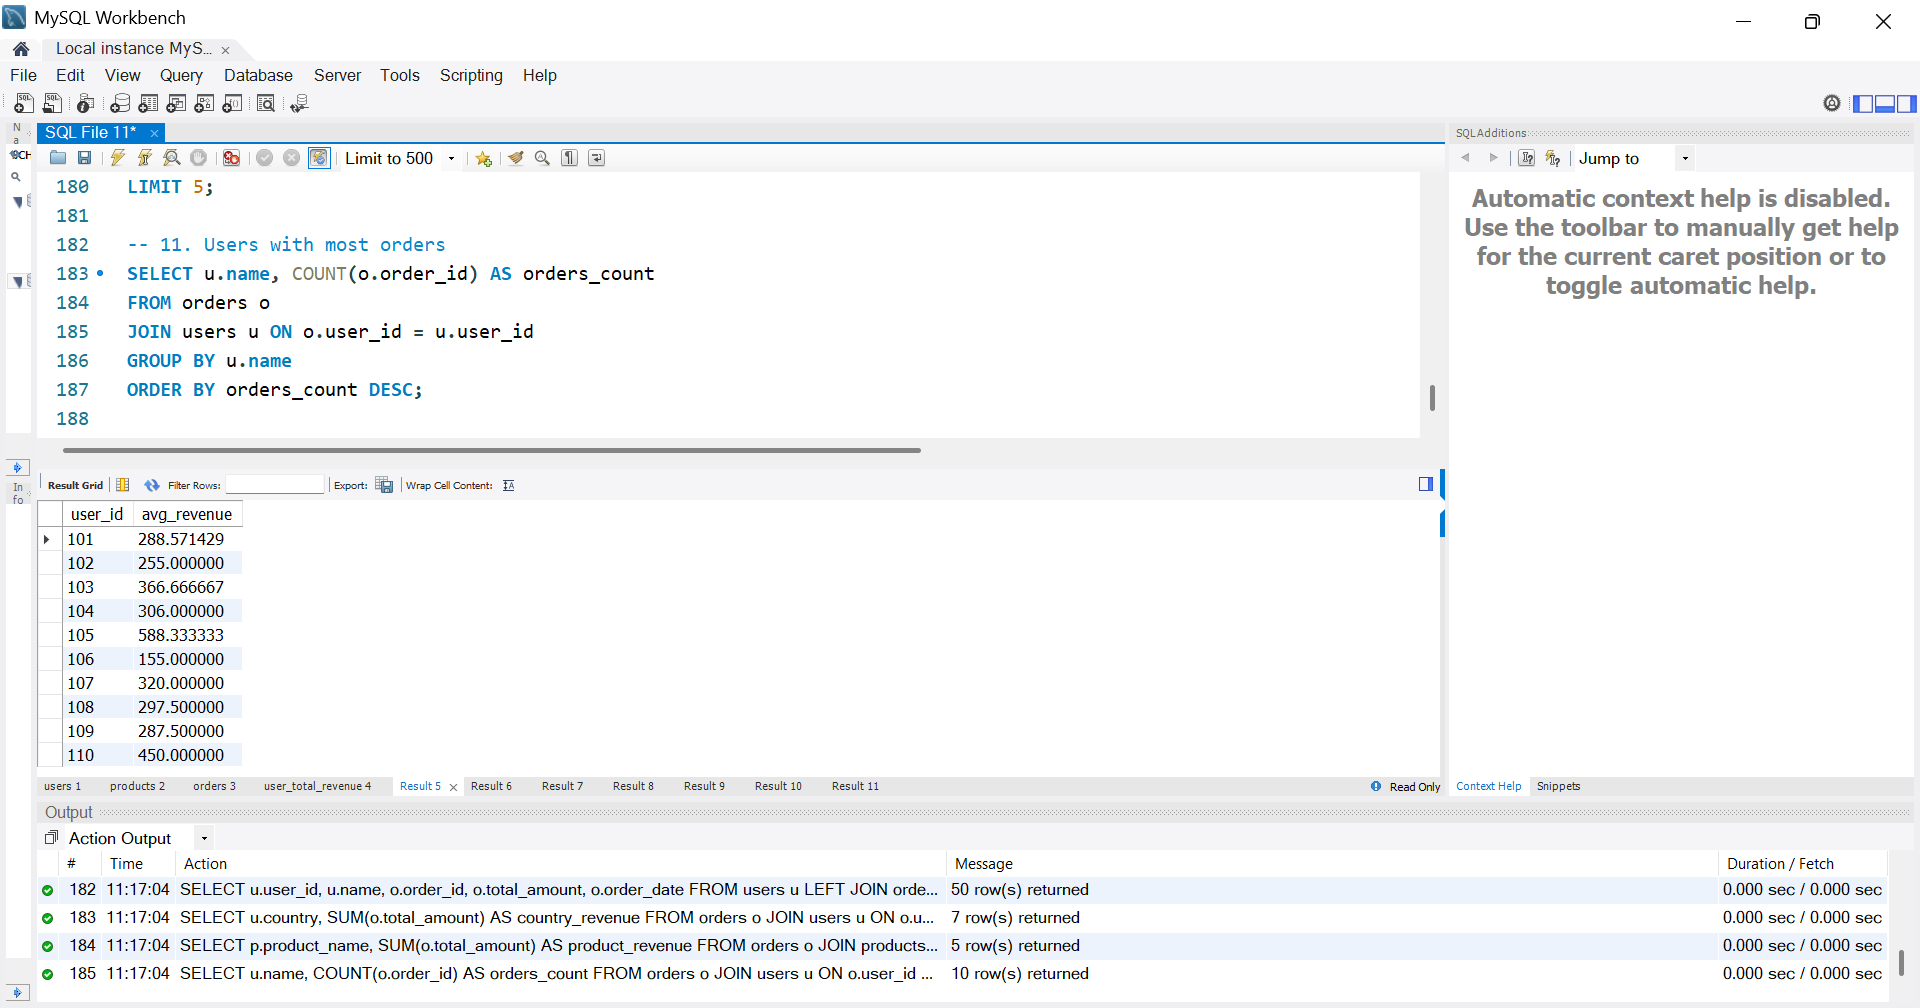 MySQL Workbench
Local instance MyS...
File Edit View Query Database Server Tools Scripting Help
SQL File 11*
Limit to 500
180 LIMIT 5;
181
182 -- 11. Users with most orders
183 SELECT u.name, COUNT(o.order_id) AS orders_count
184 FROM orders o
185 JOIN users u ON o.user_id = u.user_id
186 GROUP BY u.name
187 ORDER BY orders_count DESC;
188
Result Grid Filter Rows: Export: Wrap Cell Content:
user_id avg_revenue
101 288.571429
102 255.000000
103 366.666667
104 306.000000
105 588.333333
106 155.000000
107 320.000000
108 297.500000
109 287.500000
110 450.000000
users 1 products 2 orders 3 user_total_revenue 4 Result 5 Result 6 Result 7 Result 8 Result 9 Result 10 Result 11 Read Only
SQLAdditions
Jump to
Automatic context help is disabled.
Use the toolbar to manually get help
for the current caret position or to
toggle automatic help.
Context Help Snippets
Output
Action Output
# Time Action Message Duration / Fetch
182 11:17:04 SELECT u.user_id, u.name, o.order_id, o.total_amount, o.order_date FROM users u LEFT JOIN orde... 50 row(s) returned 0.000 sec / 0.000 sec
183 11:17:04 SELECT u.country, SUM(o.total_amount) AS country_revenue FROM orders o JOIN users u ON o.u... 7 row(s) returned 0.000 sec / 0.000 sec
184 11:17:04 SELECT p.product_name, SUM(o.total_amount) AS product_revenue FROM orders o JOIN products... 5 row(s) returned 0.000 sec / 0.000 sec
185 11:17:04 SELECT u.name, COUNT(o.order_id) AS orders_count FROM orders o JOIN users u ON o.user_id ... 10 row(s) returned 0.000 sec / 0.000 sec